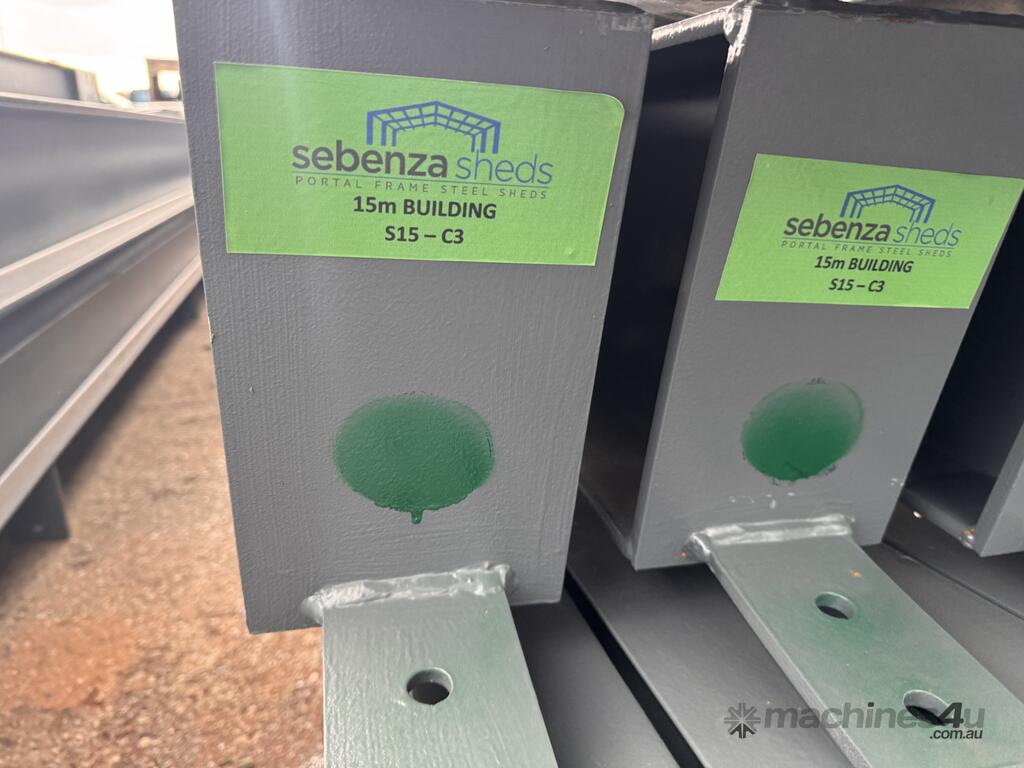 sebenza sheds
PORTAL FRAME STEEL SHEDS
15m BUILDING
S15 – C3
sebenza sheds
PORTAL FRAME STEEL SHEDS
15m BUILDING
S15 – C3
machines4u
.com.au